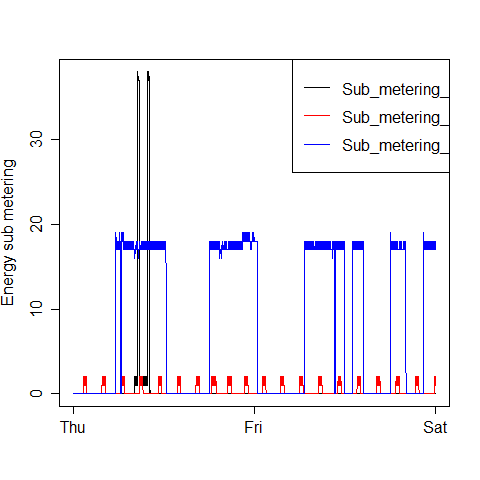 Energy sub metering
30
20
10
0
Sub_metering_
Sub_metering_
Sub_metering_
Thu Fri Sat